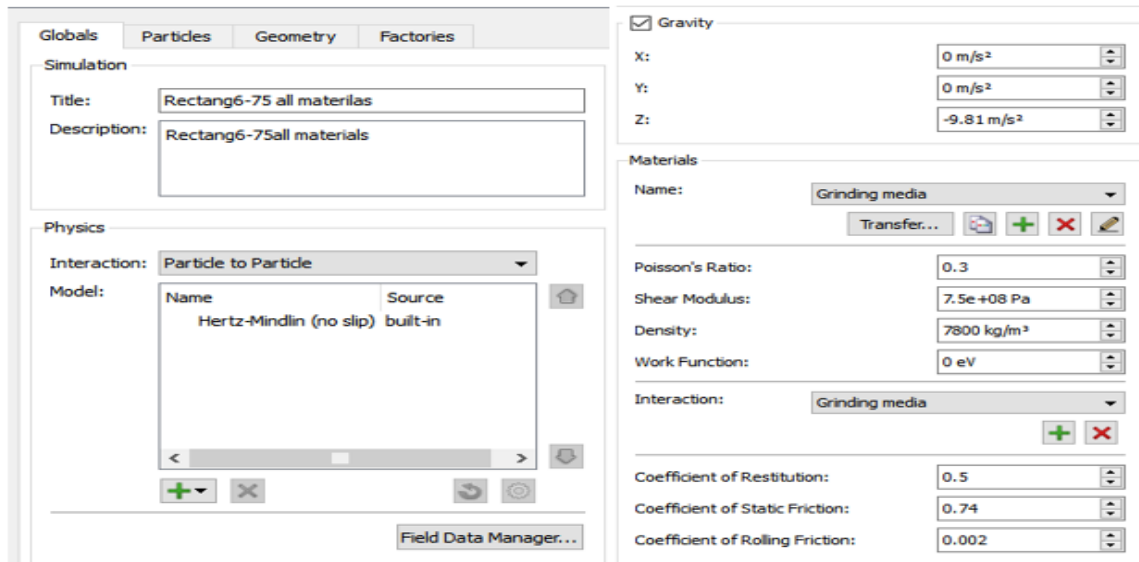 Globals
Particles
Geometry
Factories
Simulation
Title:
Rectang6-75 all materilas
Description:
Rectang6-75all materials
Physics
Interaction:
Particle to Particle
Model:
Name
Source
Hertz-Mindlin (no slip) built-in
Field Data Manager...
Gravity
X:
0 m/s²
Y:
0 m/s²
Z:
-9.81 m/s²
Materials
Name:
Grinding media
Transfer...
Poisson's Ratio:
0.3
Shear Modulus:
7.5e+08 Pa
Density:
7800 kg/m³
Work Function:
0 eV
Interaction:
Grinding media
Coefficient of Restitution:
0.5
Coefficient of Static Friction:
0.74
Coefficient of Rolling Friction:
0.002